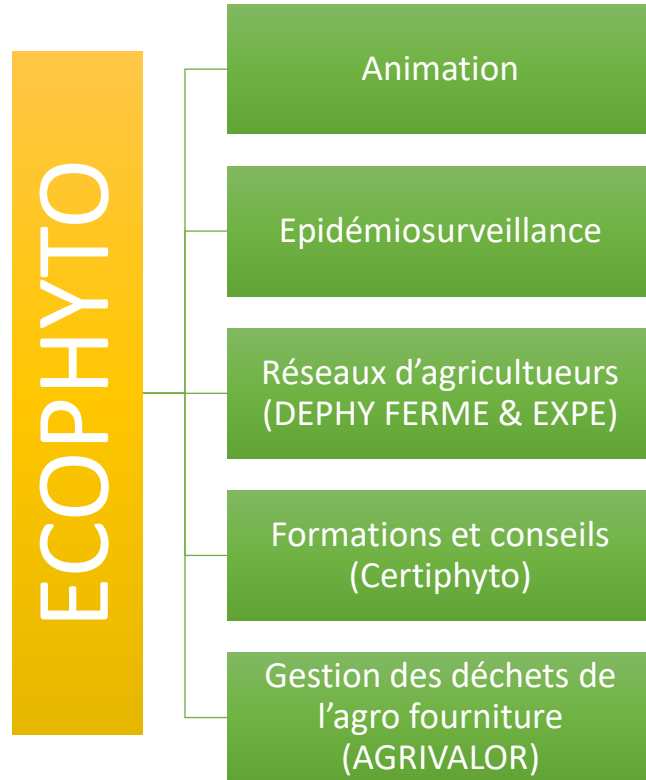 ECOPHYTO
Animation
Epidémiosurveillance
Réseaux d’agricultueurs
(DEPHY FERME & EXPE)
Formations et conseils
(Certiphyto)
Gestion des déchets de
l’agro fourniture
(AGRIVALOR)